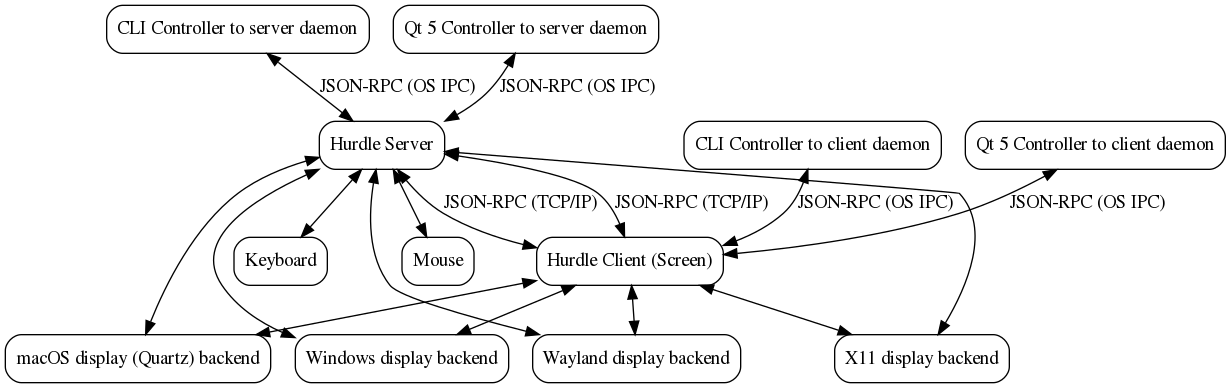 CLI Controller to server daemon
Qt 5 Controller to server daemon
JSON-RPC (OS IPC)
JSON-RPC (OS IPC)
Hurdle Server
CLI Controller to client daemon
Qt 5 Controller to client daemon
JSON-RPC (TCP/IP)
JSON-RPC (TCP/IP)
JSON-RPC (OS IPC)
JSON-RPC (OS IPC)
Keyboard
Mouse
Hurdle Client (Screen)
macOS display (Quartz) backend
Windows display backend
Wayland display backend
X11 display backend